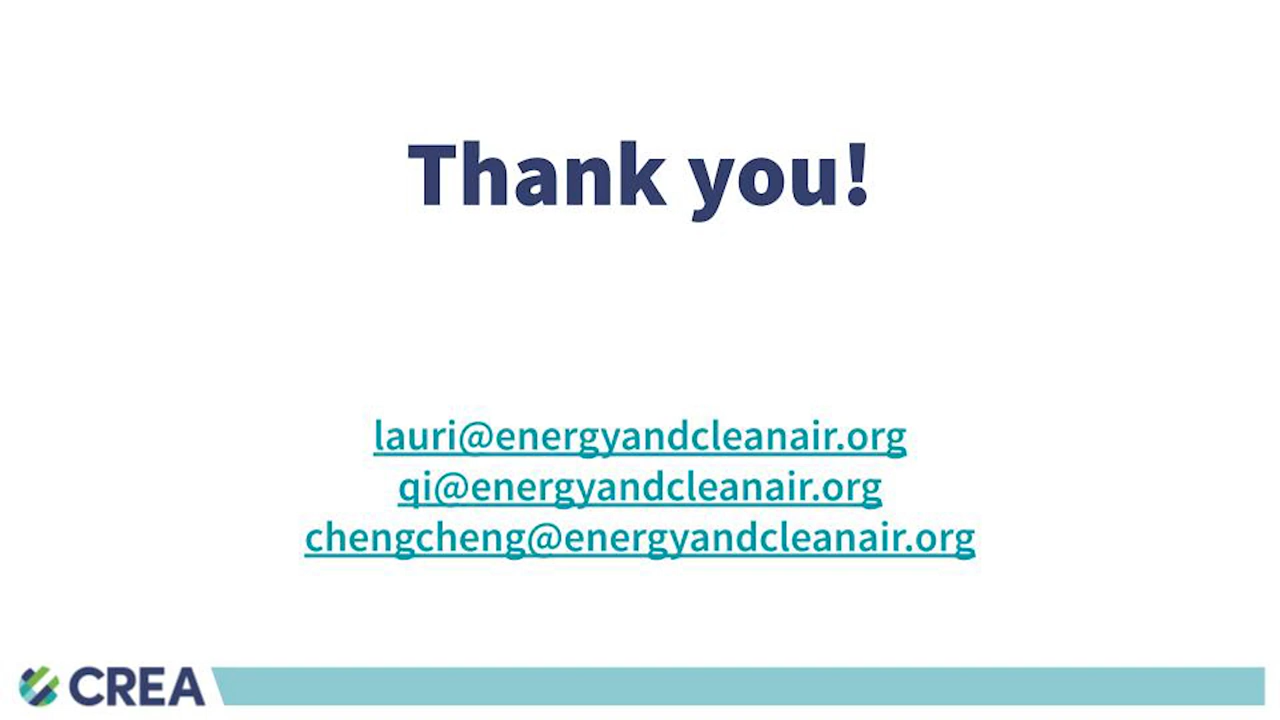 Thank you!
lauri@energyandcleanair.org
qi@energyandcleanair.org
chengcheng@energyandcleanair.org
CREA